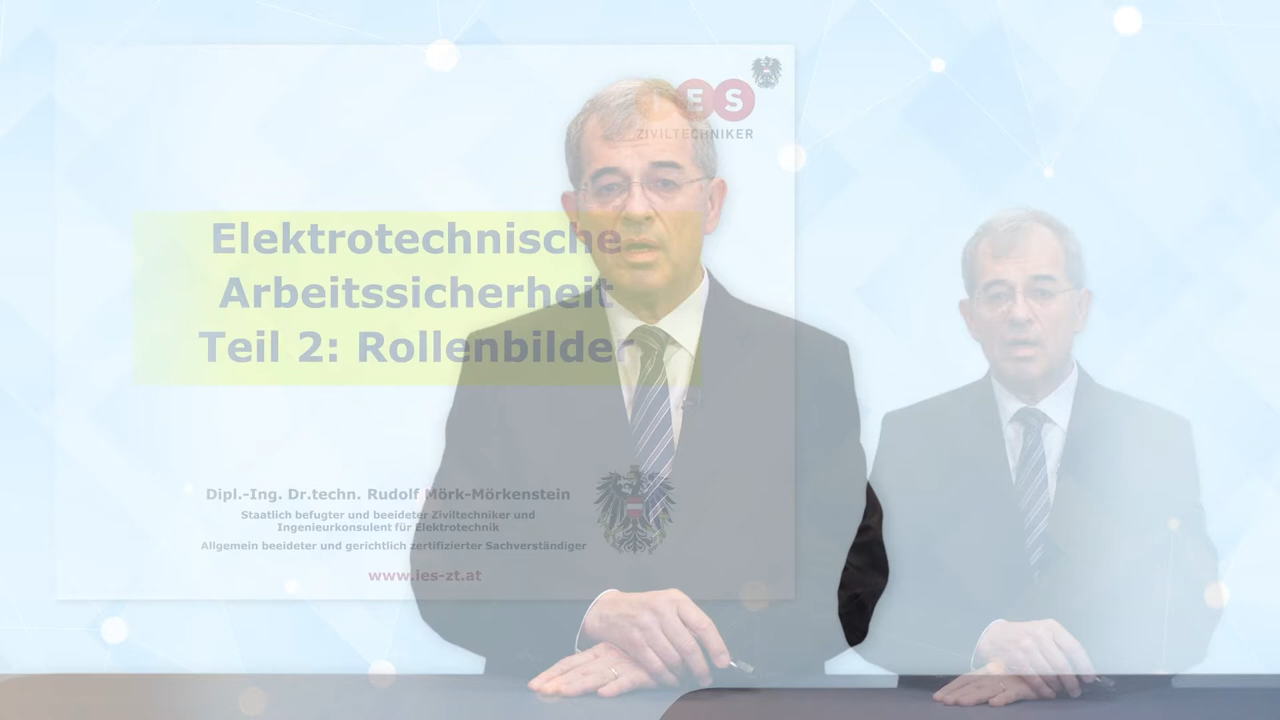 ES
ZIVILTECHNIKER
Elektrotechnische
Arbeitssicherheit
Teil 2: Rollenbilder
Dipl.-Ing. Dr.techn. Rudolf Mörk-Mörkenstein
Staatlich befugter und beeideter Ziviltechniker und
Ingenieurkonsulent für Elektrotechnik
Allgemein beeideter und gerichtlich zertifizierter Sachverständiger
www.ies-zt.at